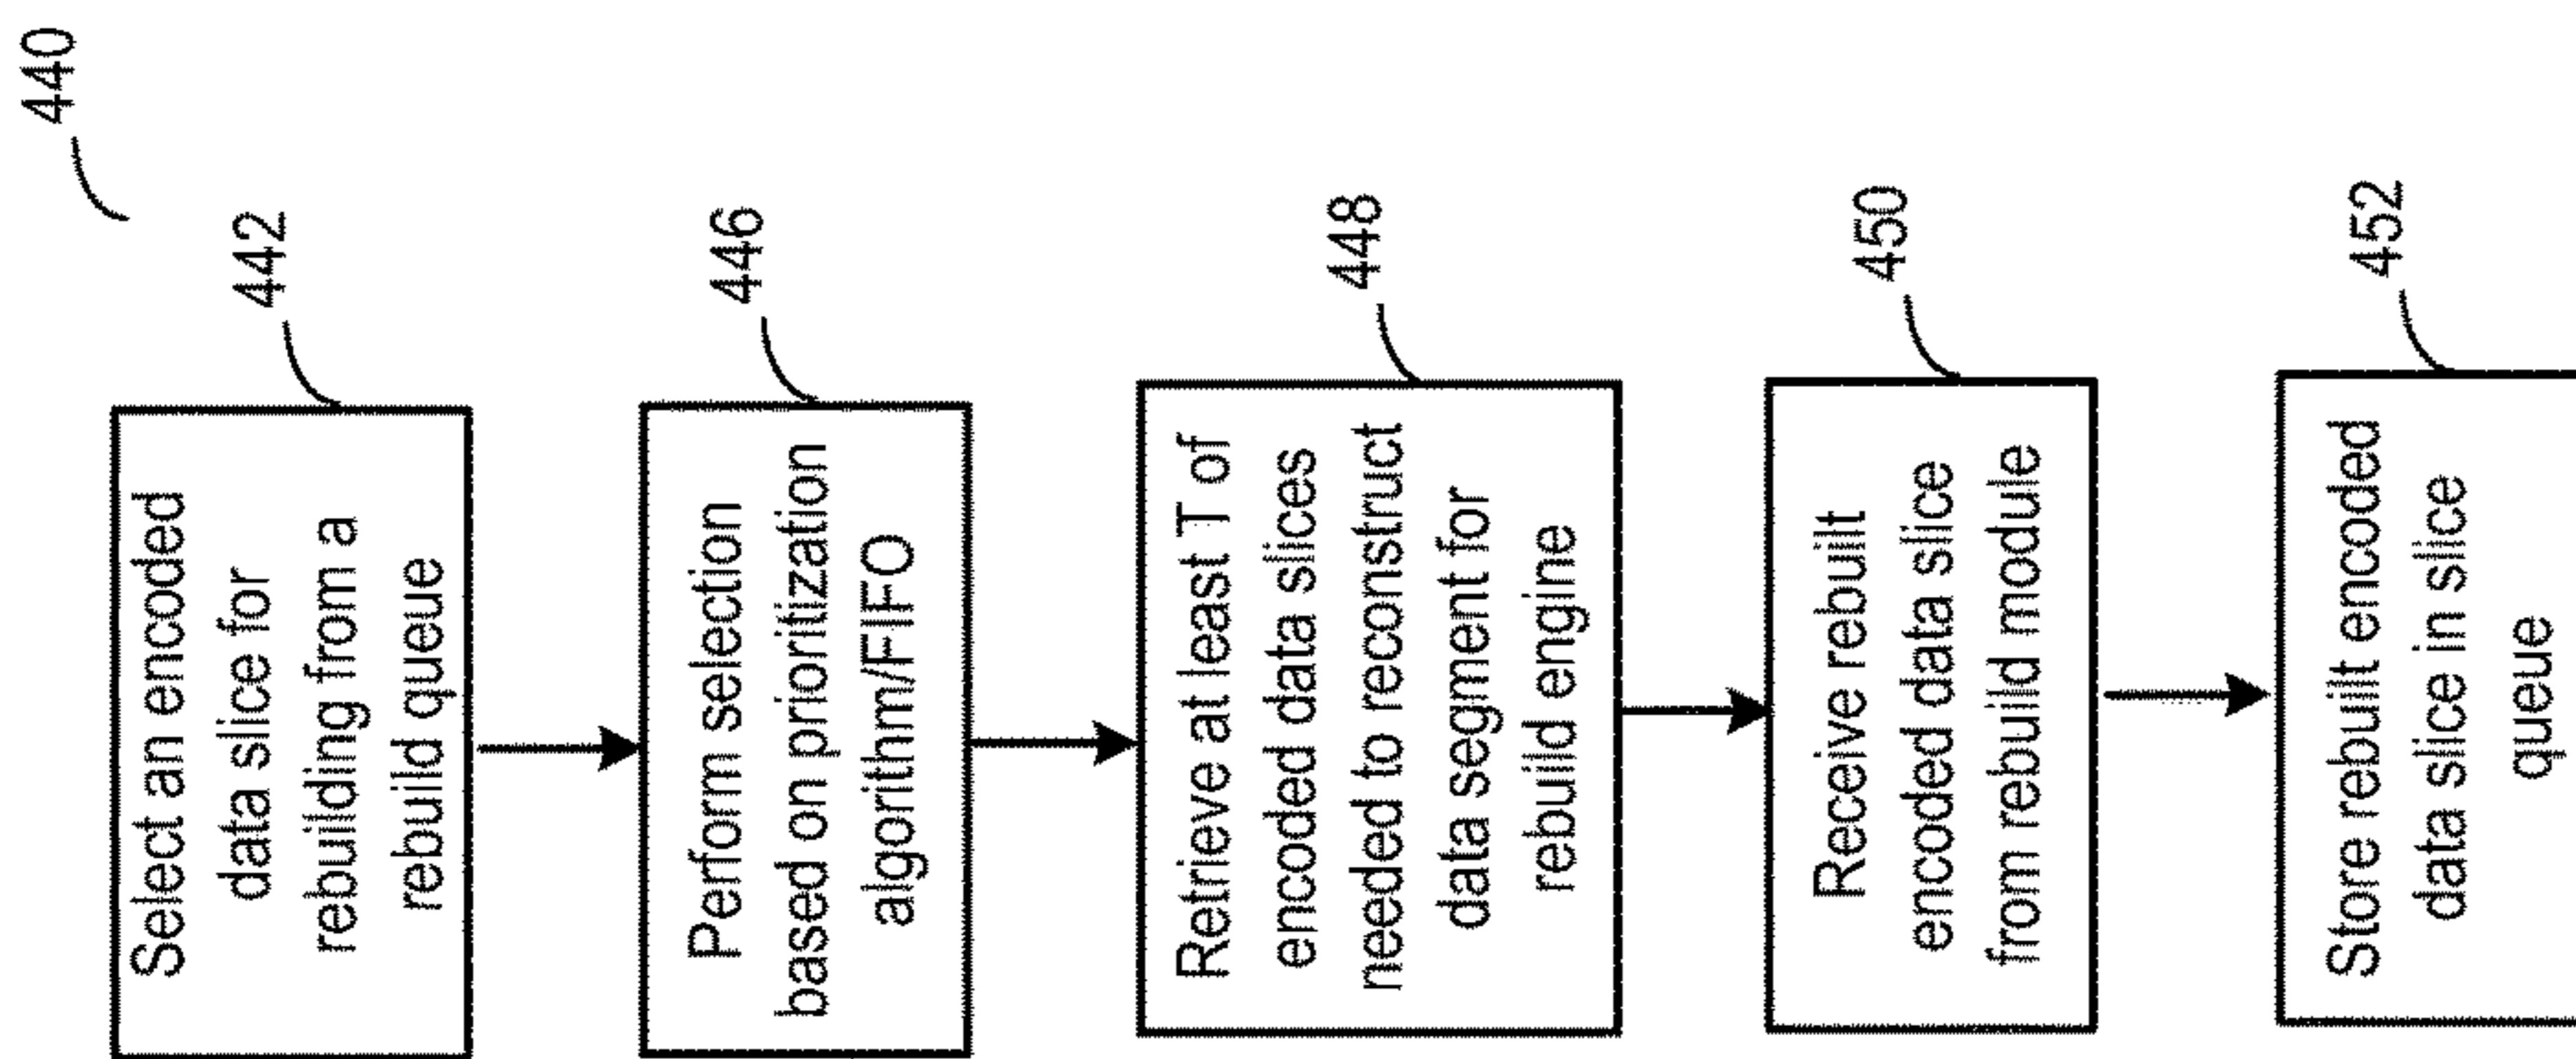 440
442
Select an encoded
data slice for
rebuilding from a
rebuild queue
446
Perform selection
based on prioritization
algorithm/FIFO
448
Retrieve at least T of
encoded data slices
needed to reconstruct
data segment for
rebuild engine
450
Receive rebuilt
encoded data slice
from rebuild module
452
Store rebuilt encoded
data slice in slice
queue